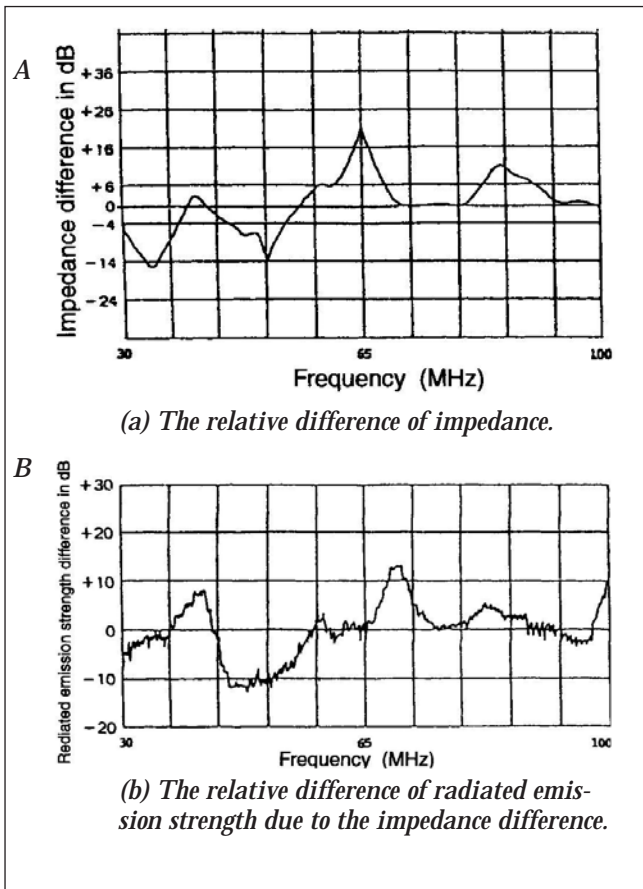 A
Impedance difference in dB
+36
+26
+16
+6
0
-4
-14
-24
30
65
100
Frequency (MHz)
(a) The relative difference of impedance.
B
Rediated emission strength difference in dB
+30
+20
+10
0
-10
-20
30
65
100
Frequency (MHz)
(b) The relative difference of radiated emis-
sion strength due to the impedance difference.